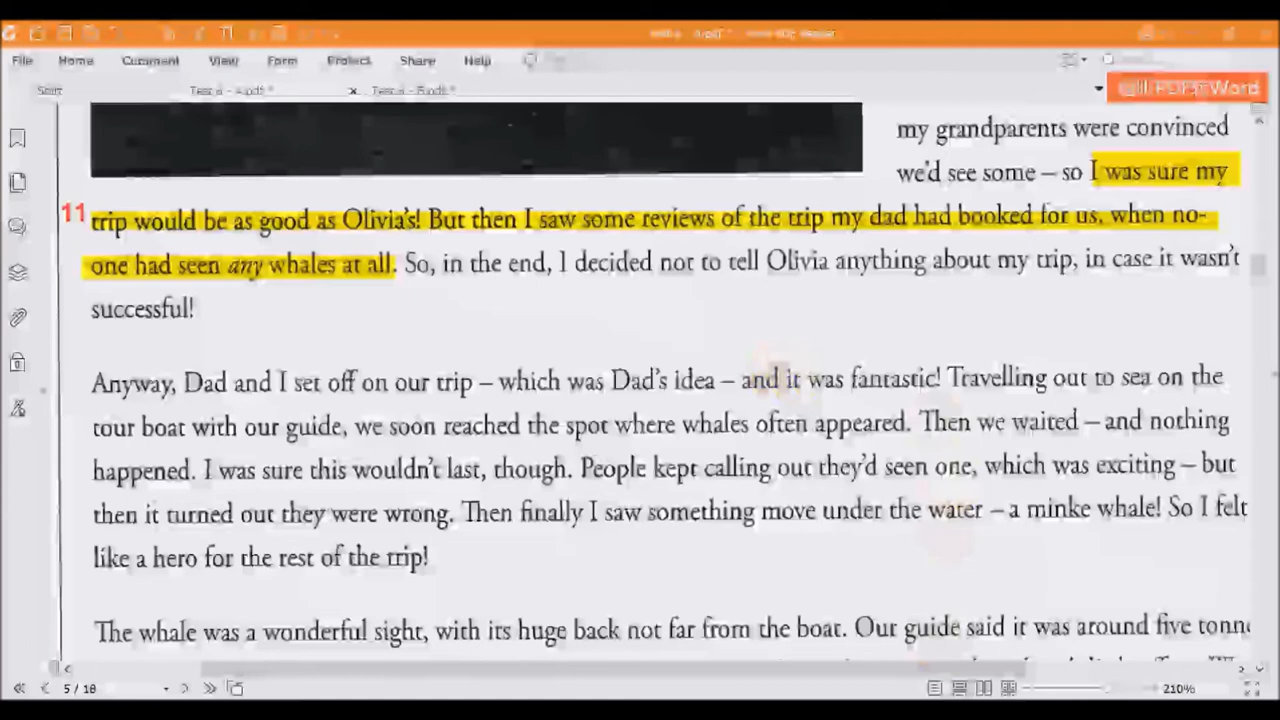 File Home Comment View Form Protect Share Help
Start
my grandparents were convinced
we'd see some – so I was sure my
11 trip would be as good as Olivia's! But then I saw some reviews of the trip my dad had booked for us, when no-
one had seen any whales at all. So, in the end, I decided not to tell Olivia anything about my trip, in case it wasn't
successful!
Anyway, Dad and I set off on our trip – which was Dad's idea – and it was fantastic! Travelling out to sea on the
tour boat with our guide, we soon reached the spot where whales often appeared. Then we waited – and nothing
happened. I was sure this wouldn't last, though. People kept calling out they'd seen one, which was exciting – but
then it turned out they were wrong. Then finally I saw something move under the water – a minke whale! So I felt
like a hero for the rest of the trip!
The whale was a wonderful sight, with its huge back not far from the boat. Our guide said it was around five tonn
5 / 18
210%